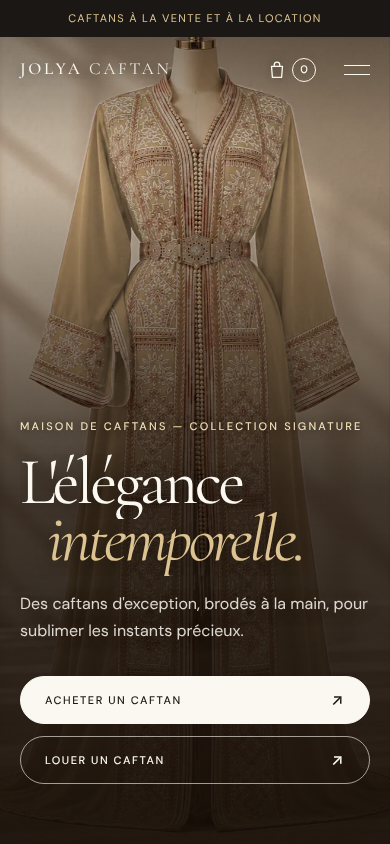 CAFTANS À LA VENTE ET À LA LOCATION
JOLYA CAFTAN
0
MAISON DE CAFTANS — COLLECTION SIGNATURE
L'élégance
intemporelle.
Des caftans d'exception, brodés à la main, pour
sublimer les instants précieux.
ACHETER UN CAFTAN
LOUER UN CAFTAN